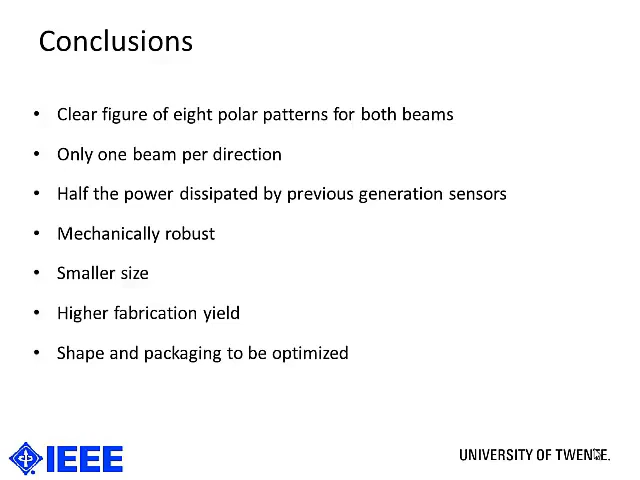 Conclusions
• Clear figure of eight polar patterns for both beams
• Only one beam per direction
• Half the power dissipated by previous generation sensors
• Mechanically robust
• Smaller size
• Higher fabrication yield
• Shape and packaging to be optimized
IEEE
UNIVERSITY OF TWENTE.